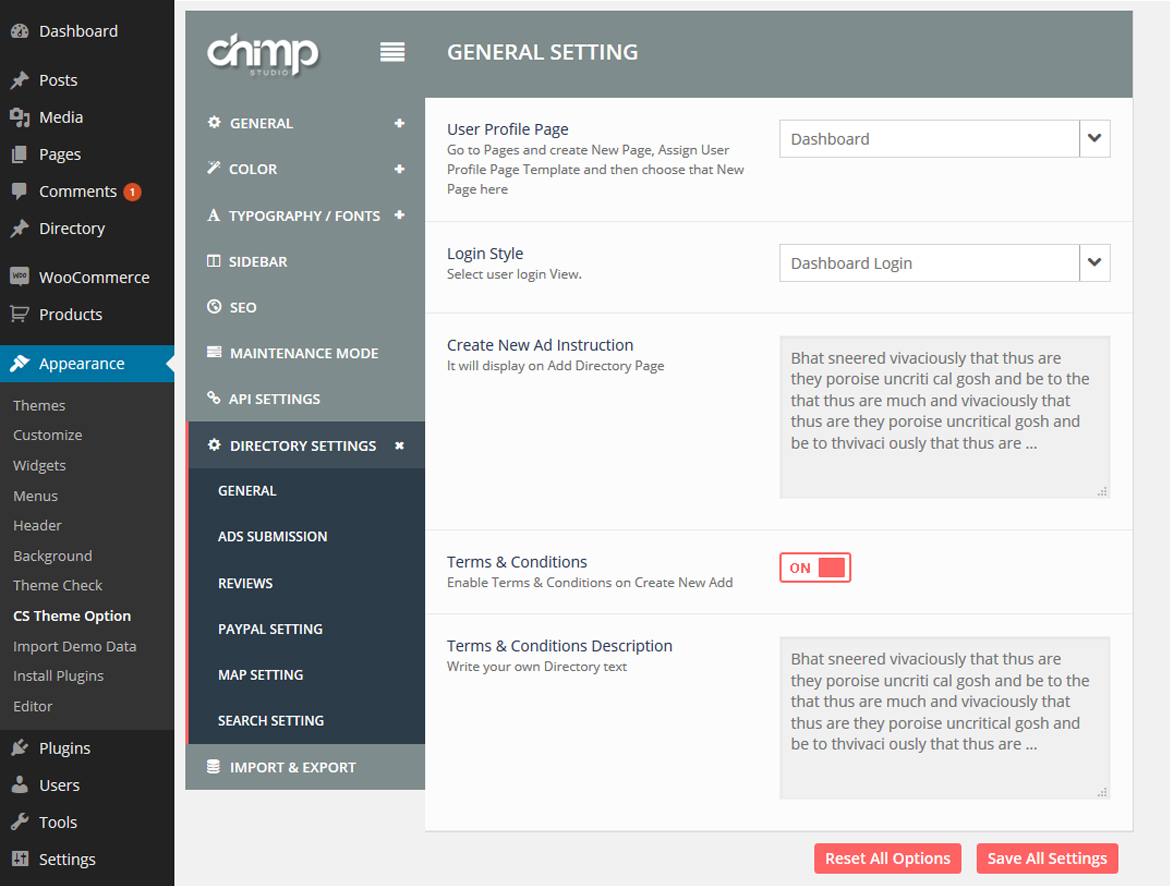 Dashboard
Posts
Media
Pages
Comments 1
Directory
WooCommerce
Products
Appearance
Themes
Customize
Widgets
Menus
Header
Background
Theme Check
CS Theme Option
Import Demo Data
Install Plugins
Editor
Plugins
Users
Tools
Settings
chimp
STUDIO
GENERAL
COLOR
TYPOGRAPHY / FONTS
SIDEBAR
SEO
MAINTENANCE MODE
API SETTINGS
DIRECTORY SETTINGS
GENERAL
ADS SUBMISSION
REVIEWS
PAYPAL SETTING
MAP SETTING
SEARCH SETTING
IMPORT & EXPORT
GENERAL SETTING
User Profile Page
Go to Pages and create New Page, Assign User
Profile Page Template and then choose that New
Page here
Dashboard
Login Style
Select user login View.
Dashboard Login
Create New Ad Instruction
It will display on Add Directory Page
Bhat sneered vivaciously that thus are
they poroise uncriti cal gosh and be to the
that thus are much and vivaciously that
thus are they poroise uncritical gosh and
be to thvivaci ously that thus are ...
Terms & Conditions
Enable Terms & Conditions on Create New Add
ON
Terms & Conditions Description
Write your own Directory text
Bhat sneered vivaciously that thus are
they poroise uncriti cal gosh and be to the
that thus are much and vivaciously that
thus are they poroise uncritical gosh and
be to thvivaci ously that thus are ...
Reset All Options
Save All Settings